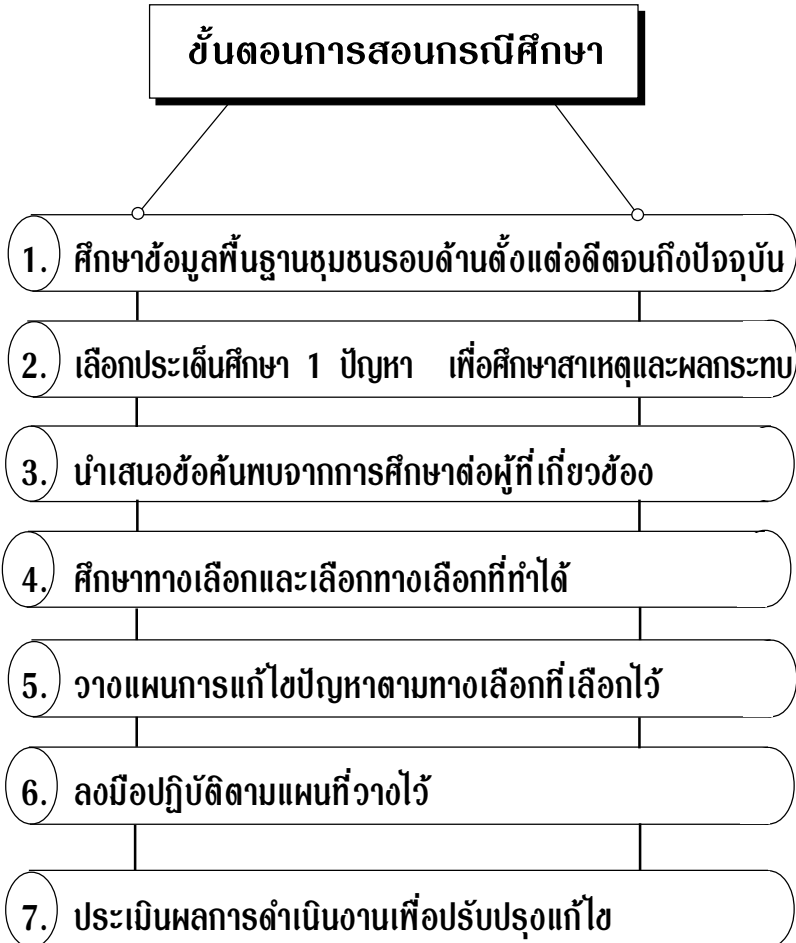 ขั้นตอนการสอนกรณีศึกษา
1. ศึกษาข้อมูลพื้นฐานชุมชนรอบด้านตั้งแต่อดีตจนถึงปัจจุบัน
2. เลือกประเด็นศึกษา 1 ปัญหา เพื่อศึกษาสาเหตุและผลกระทบ
3. นำเสนอข้อค้นพบจากการศึกษาต่อผู้ที่เกี่ยวข้อง
4. ศึกษาทางเลือกและเลือกทางเลือกที่ทำได้
5. วางแผนการแก้ไขปัญหาตามทางเลือกที่เลือกไว้
6. ลงมือปฏิบัติตามแผนที่วางไว้
7. ประเมินผลการดำเนินงานเพื่อปรับปรุงแก้ไข